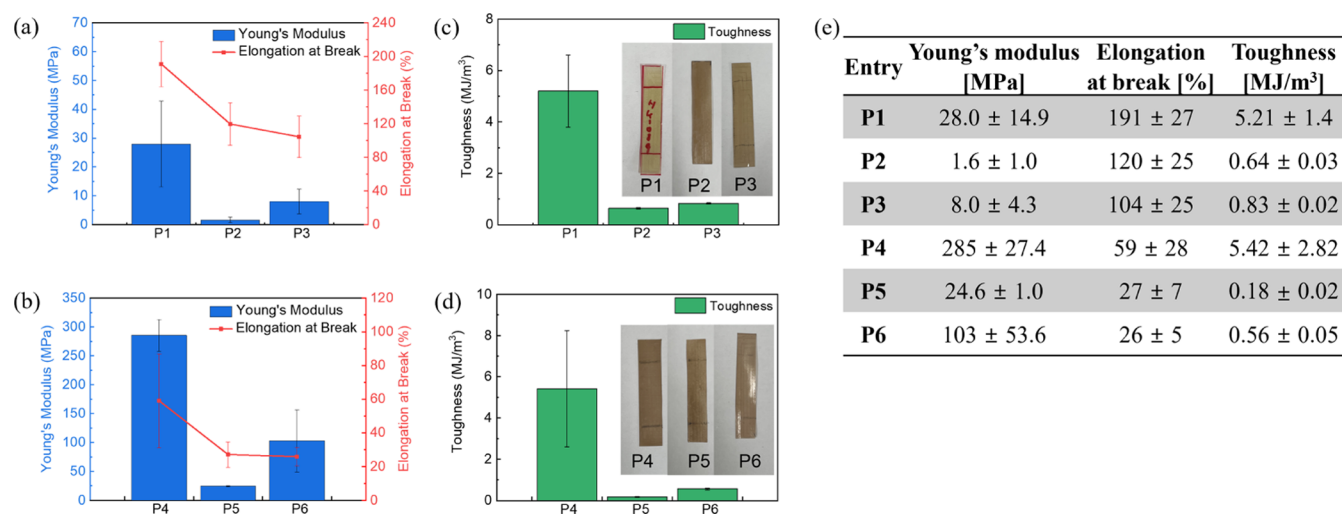 (a)
70
60
50
40
30
20
10
0
Young's Modulus (MPa)
Young's Modulus
Elongation at Break
240
200
160
120
80
40
0
Elongation at Break (%)
P1 P2 P3
(c)
8
6
4
2
0
Toughness (MJ/m³)
Toughness
P1 P2 P3
P1 P2 P3
(b)
350
300
250
200
150
100
50
0
Young's Modulus (MPa)
Young's Modulus
Elongation at Break
120
100
80
60
40
20
0
Elongation at Break (%)
P4 P5 P6
(d)
10
8
6
4
2
0
Toughness (MJ/m³)
Toughness
P4 P5 P6
P4 P5 P6
(e)
Entry Young’s modulus [MPa] Elongation at break [%] Toughness [MJ/m³]
P1 28.0 ± 14.9 191 ± 27 5.21 ± 1.4
P2 1.6 ± 1.0 120 ± 25 0.64 ± 0.03
P3 8.0 ± 4.3 104 ± 25 0.83 ± 0.02
P4 285 ± 27.4 59 ± 28 5.42 ± 2.82
P5 24.6 ± 1.0 27 ± 7 0.18 ± 0.02
P6 103 ± 53.6 26 ± 5 0.56 ± 0.05